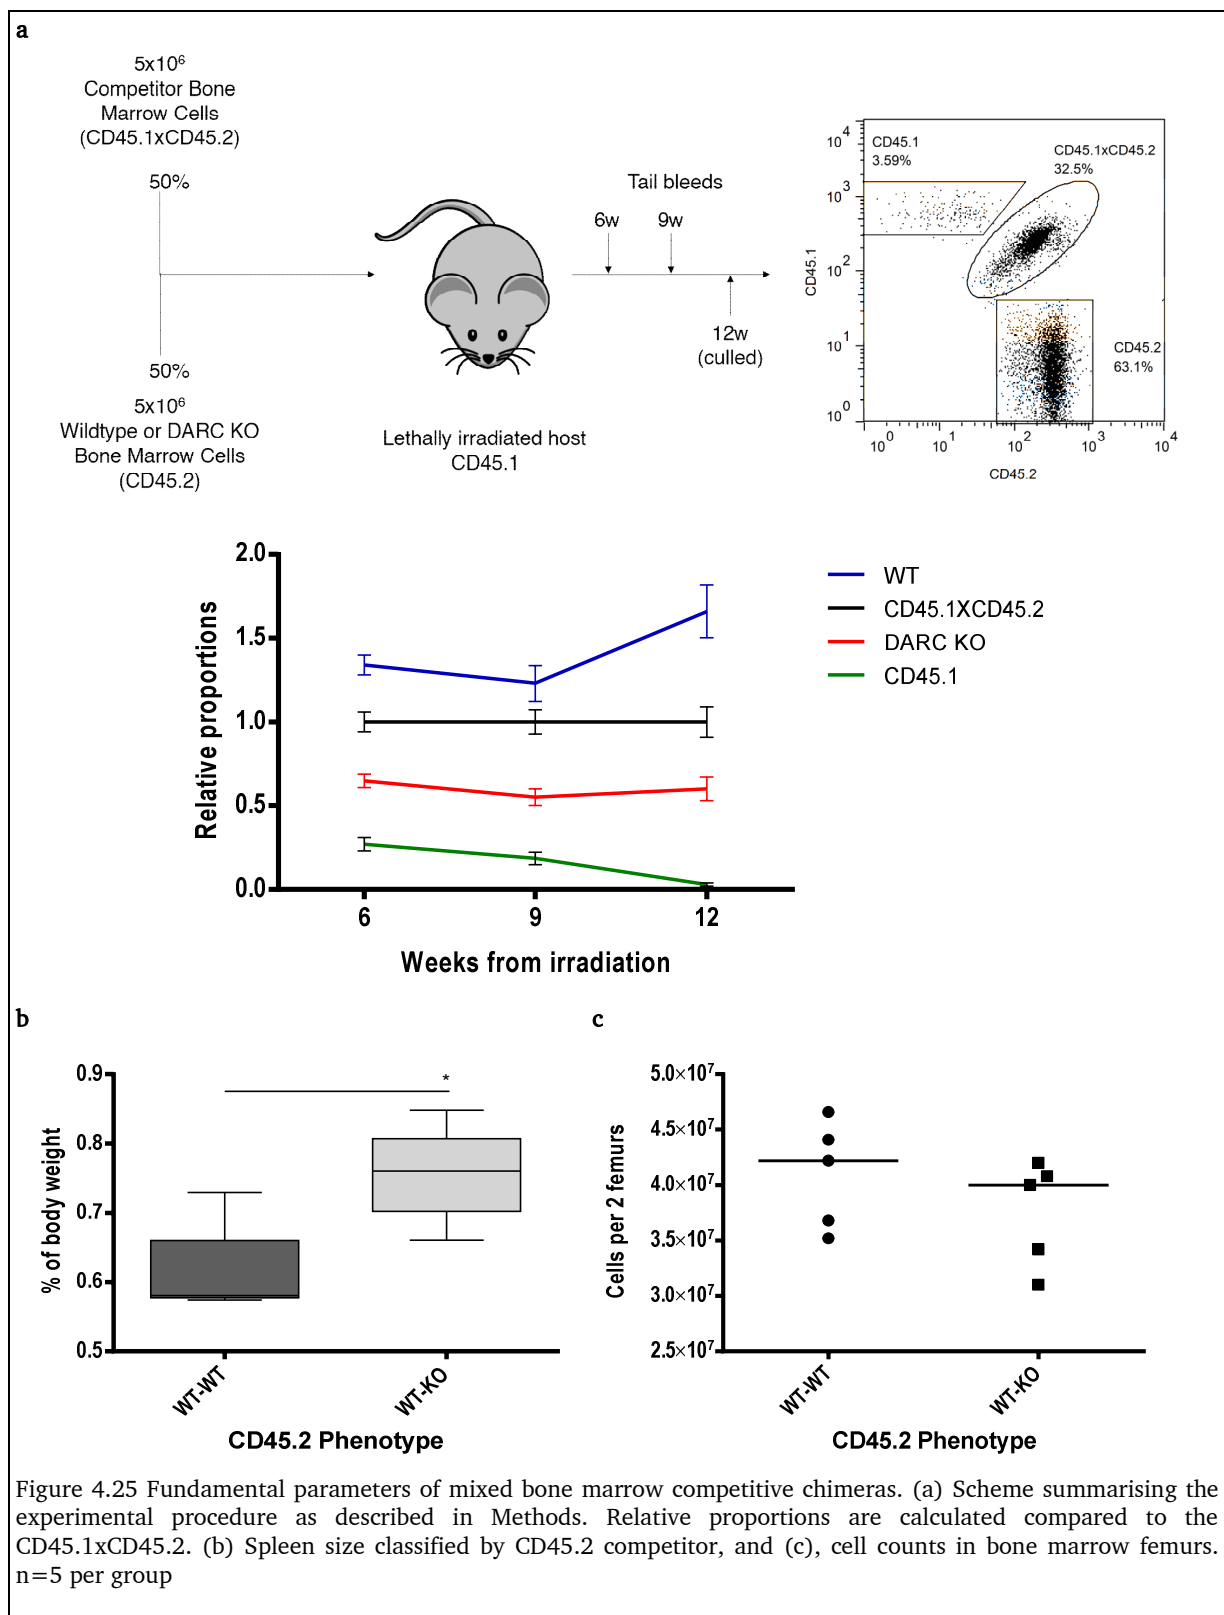 a
5x10⁶
Competitor Bone
Marrow Cells
(CD45.1xCD45.2)
50%
50%
5x10⁶
Wildtype or DARC KO
Bone Marrow Cells
(CD45.2)
Lethally irradiated host
CD45.1
Tail bleeds
6w
9w
12w
(culled)
CD45.1
3.59%
CD45.1xCD45.2
32.5%
CD45.2
63.1%
10⁴
10³
10²
10¹
10⁰
CD45.1
10⁰ 10¹ 10² 10³ 10⁴
CD45.2
2.0
1.5
1.0
0.5
0.0
Relative proportions
6 9 12
Weeks from irradiation
WT
CD45.1XCD45.2
DARC KO
CD45.1
b
0.9
0.8
0.7
0.6
0.5
% of body weight
*
WT-WT
WT-KO
CD45.2 Phenotype
c
5.0×10⁷
4.5×10⁷
4.0×10⁷
3.5×10⁷
3.0×10⁷
2.5×10⁷
Cells per 2 femurs
WT-WT
WT-KO
CD45.2 Phenotype
Figure 4.25 Fundamental parameters of mixed bone marrow competitive chimeras. (a) Scheme summarising the
experimental procedure as described in Methods. Relative proportions are calculated compared to the
CD45.1xCD45.2. (b) Spleen size classified by CD45.2 competitor, and (c), cell counts in bone marrow femurs.
n=5 per group